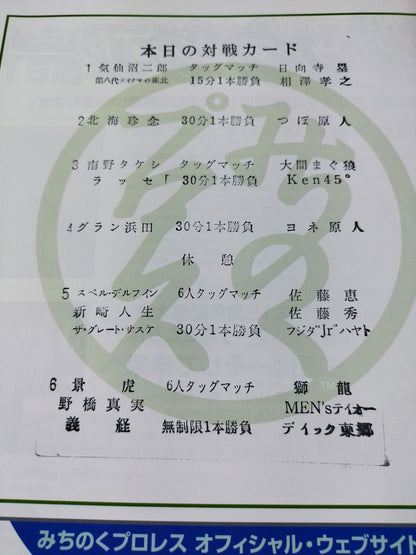 本日の対戦カード
1 気仙沼二郎 タッグマッチ 日向寺塁
第八代ダイナマイト東北 15分1本勝負 相澤孝之
2 北海珍念 30分1本勝負 つぼ原人
3 南野タケシ タッグマッチ 大間まぐ狼
ラッセ 30分1本勝負 Ken45°
4 グラン浜田 30分1本勝負 ヨネ原人
休憩
5 スペル・デルフィン 6人タッグマッチ 佐藤恵
新崎人生 佐藤秀
ザ・グレート・サスケ 30分1本勝負 フジタ"Jr"ハヤト
6 景虎 6人タッグマッチ 獅龍
野橋真実 MEN'sテイオー
義経 無制限1本勝負 ディック東郷
みちのくプロレス オフィシャル・ウェブサイト